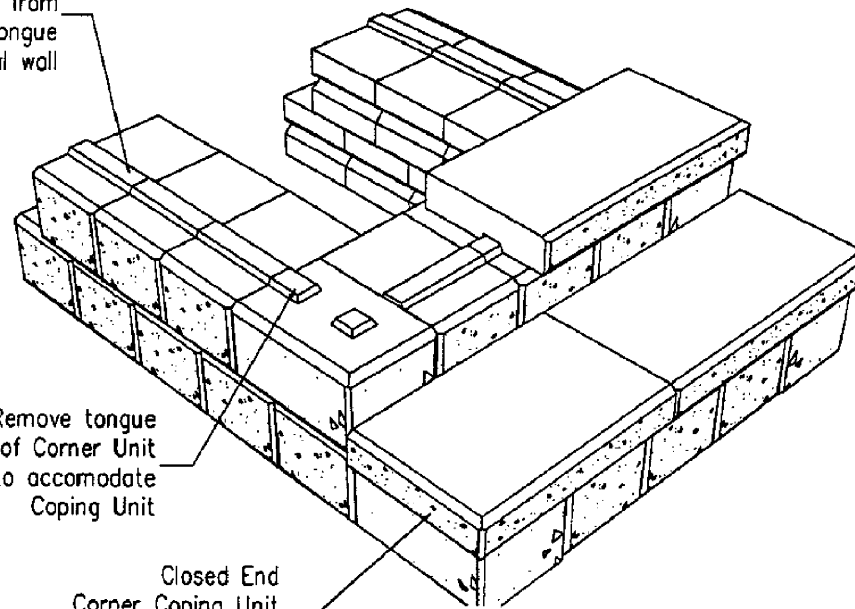 from
tongue
wall
Remove tongue
of Corner Unit
to accomodate
Coping Unit
Closed End
Corner Coping Unit